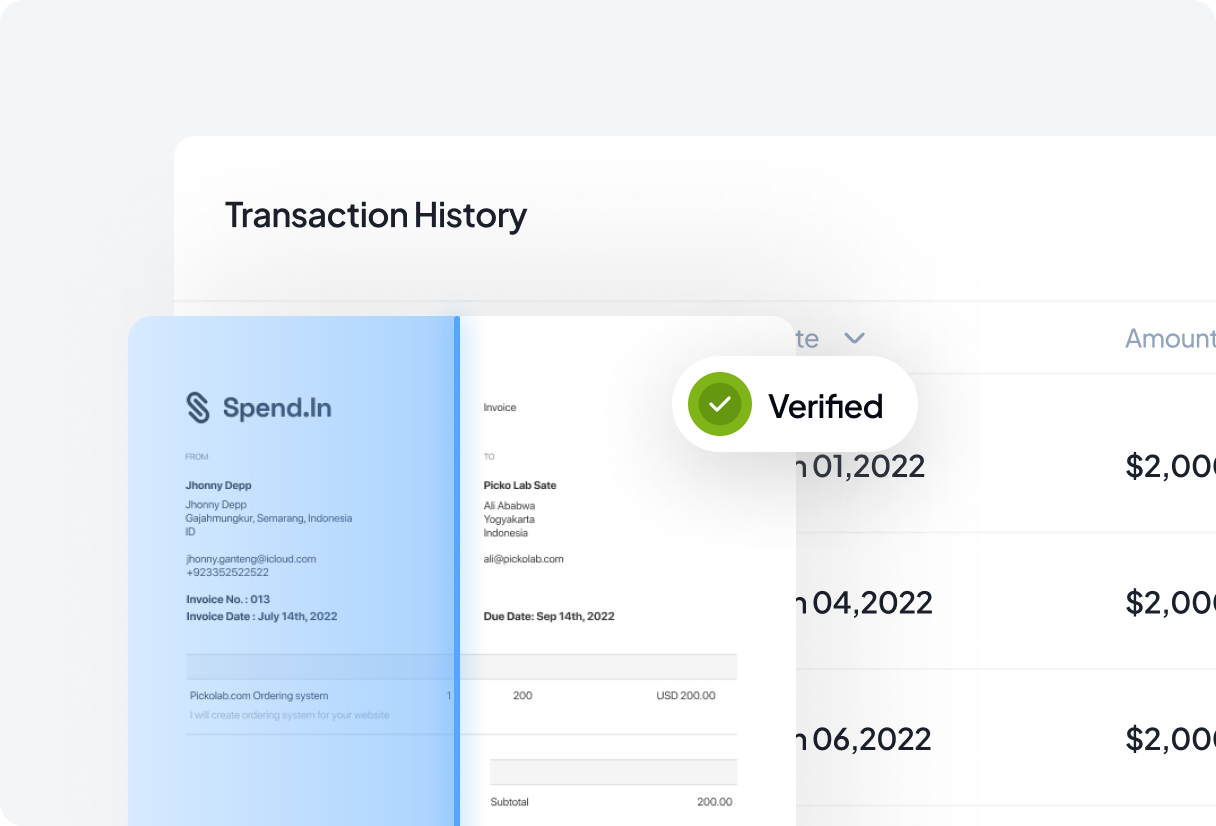 Transaction History
te
Amount
Verified
Spend.In
Invoice
FROM
TO
Jhonny Depp
Picko Lab Sate
Jhonny Depp
Gajahmungkur, Semarang, Indonesia
ID
Ali Ababwa
Yogyakarta
Indonesia
jhonny.ganteng@icloud.com
+923352522522
ali@pickolab.com
Invoice No. : 013
Invoice Date : July 14th, 2022
Due Date: Sep 14th, 2022
Pickolab.com Ordering system 1 200 USD 200.00
I will create ordering system for your website
Subtotal 200.00
n 01,2022 $2,000
n 04,2022 $2,000
n 06,2022 $2,000